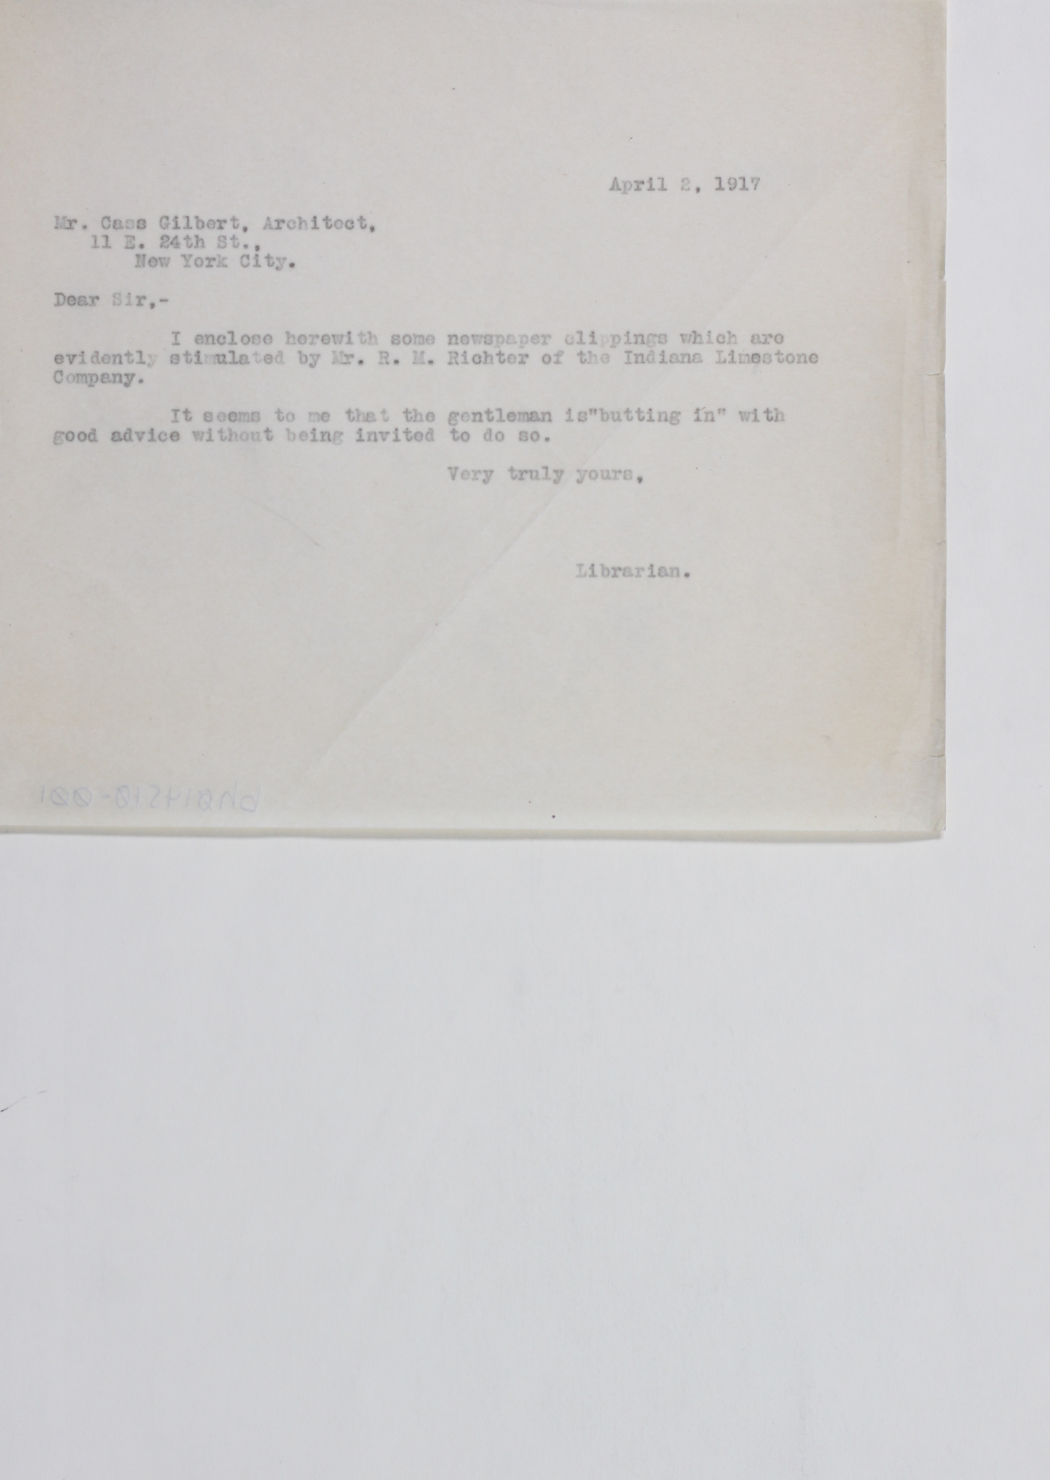 April 2, 1917
Mr. Cass Gilbert, Architect,
11 E. 24th St.,
New York City.
Dear Sir,-
I enclose herewith some newspaper clippings which are
evidently stimulated by Mr. R. M. Richter of the Indiana Limestone
Company.
It seems to me that the gentleman is"butting in" with
good advice without being invited to do so.
Very truly yours,
Librarian.